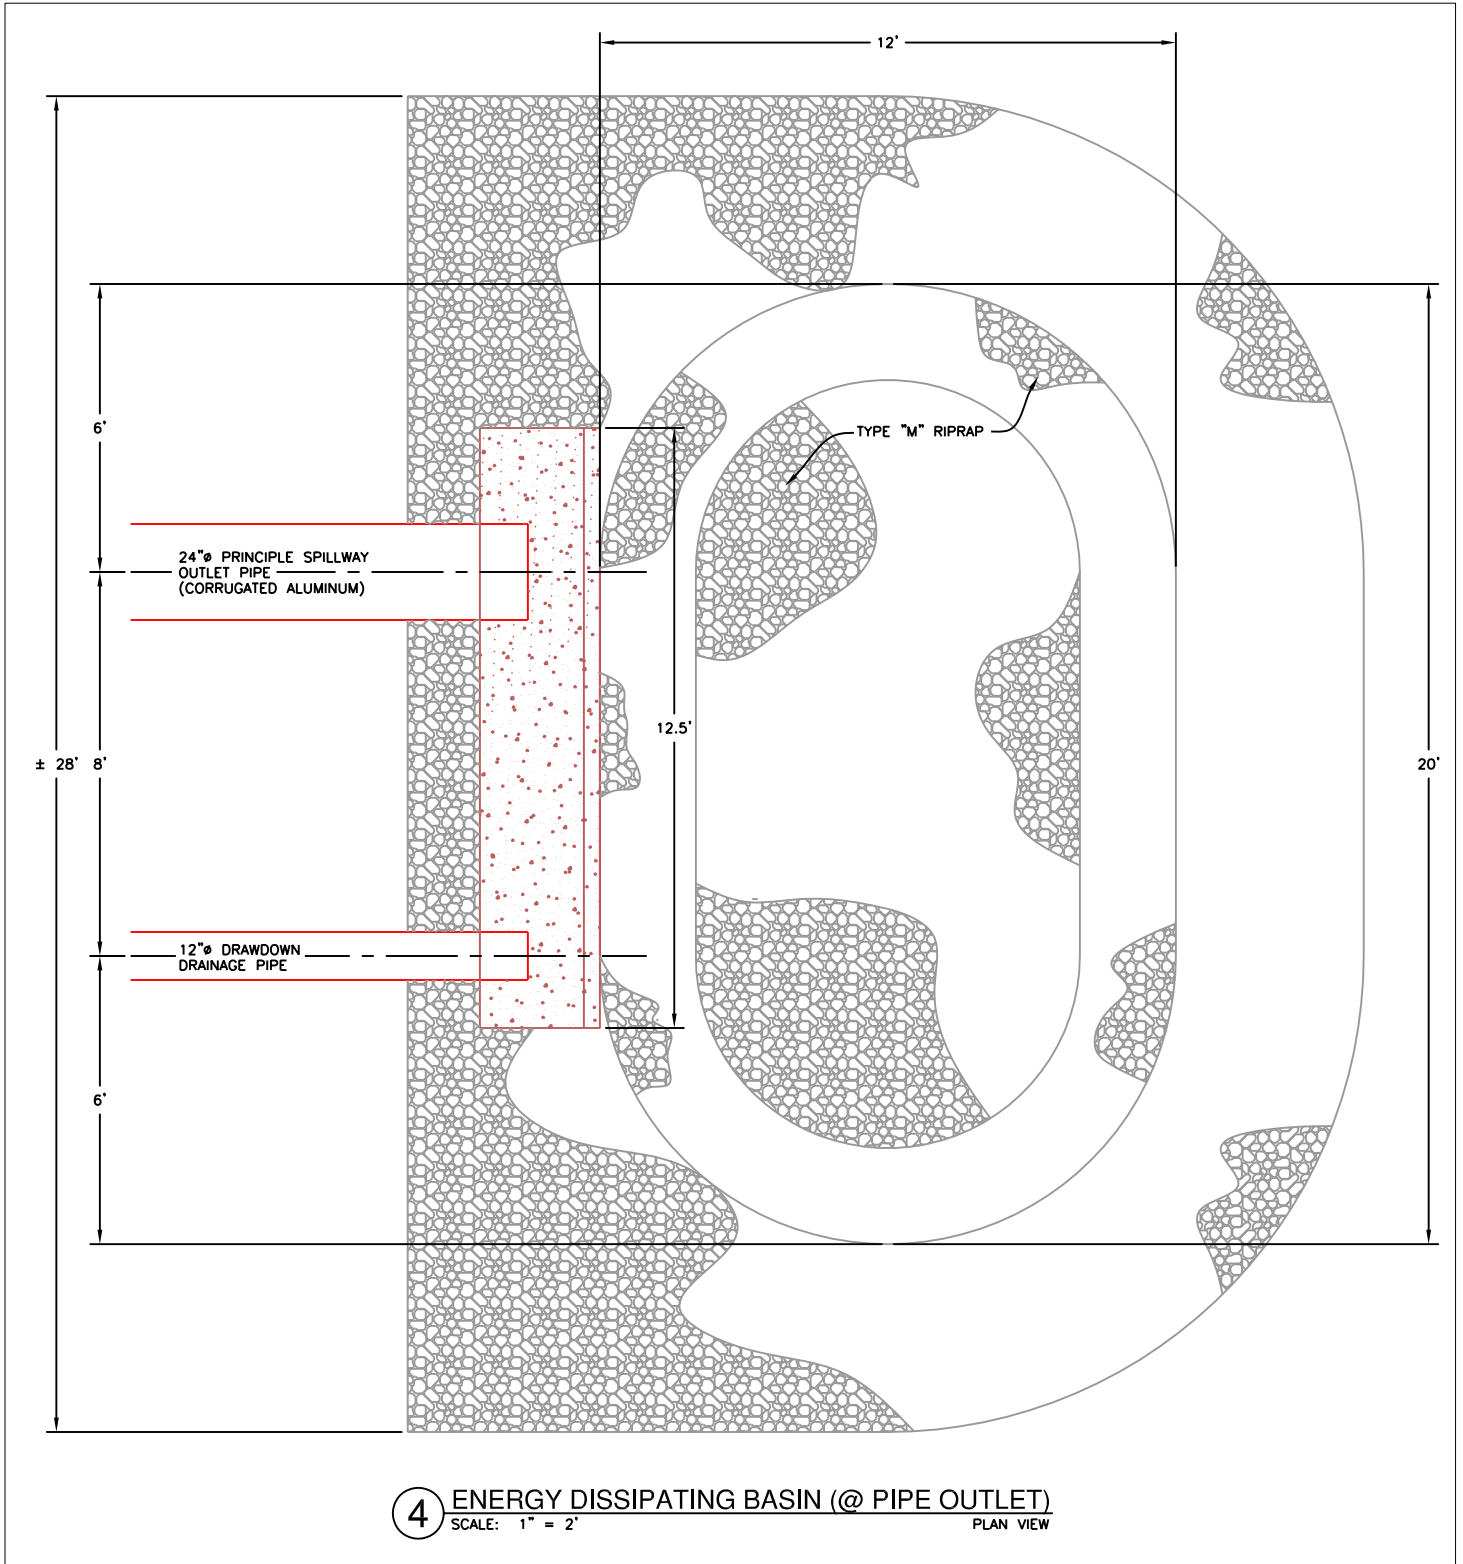 12'
6'
TYPE "M" RIPRAP
24"ø PRINCIPLE SPILLWAY
OUTLET PIPE
(CORRUGATED ALUMINUM)
12.5'
± 28'
8'
20'
12"ø DRAWDOWN
DRAINAGE PIPE
6'
4
ENERGY DISSIPATING BASIN (@ PIPE OUTLET)
SCALE: 1" = 2'
PLAN VIEW